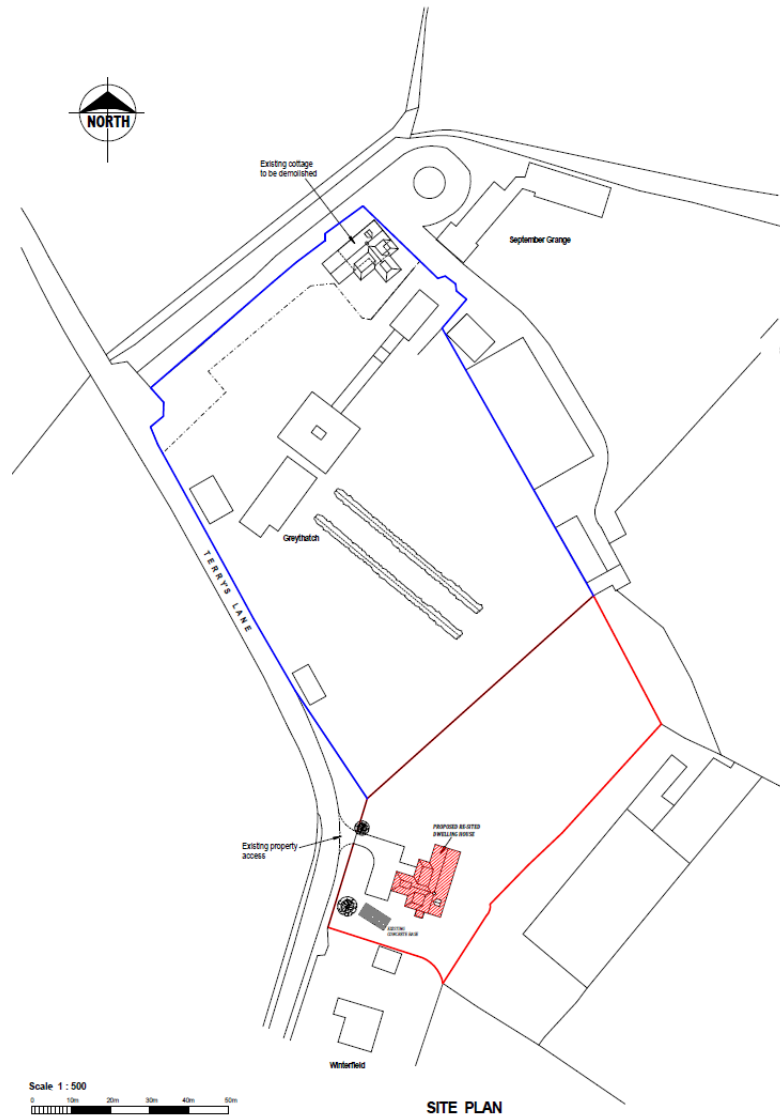 NORTH
Existing cottage
to be demolished
September Grange
Greythatch
TERRY'S LANE
PROPOSED RE-SITED
DWELLING HOUSE
Existing property
access
EXISTING
CONCRETE BASE
Winterfield
Scale 1 : 500
0 10m 20m 30m 40m 50m
SITE PLAN